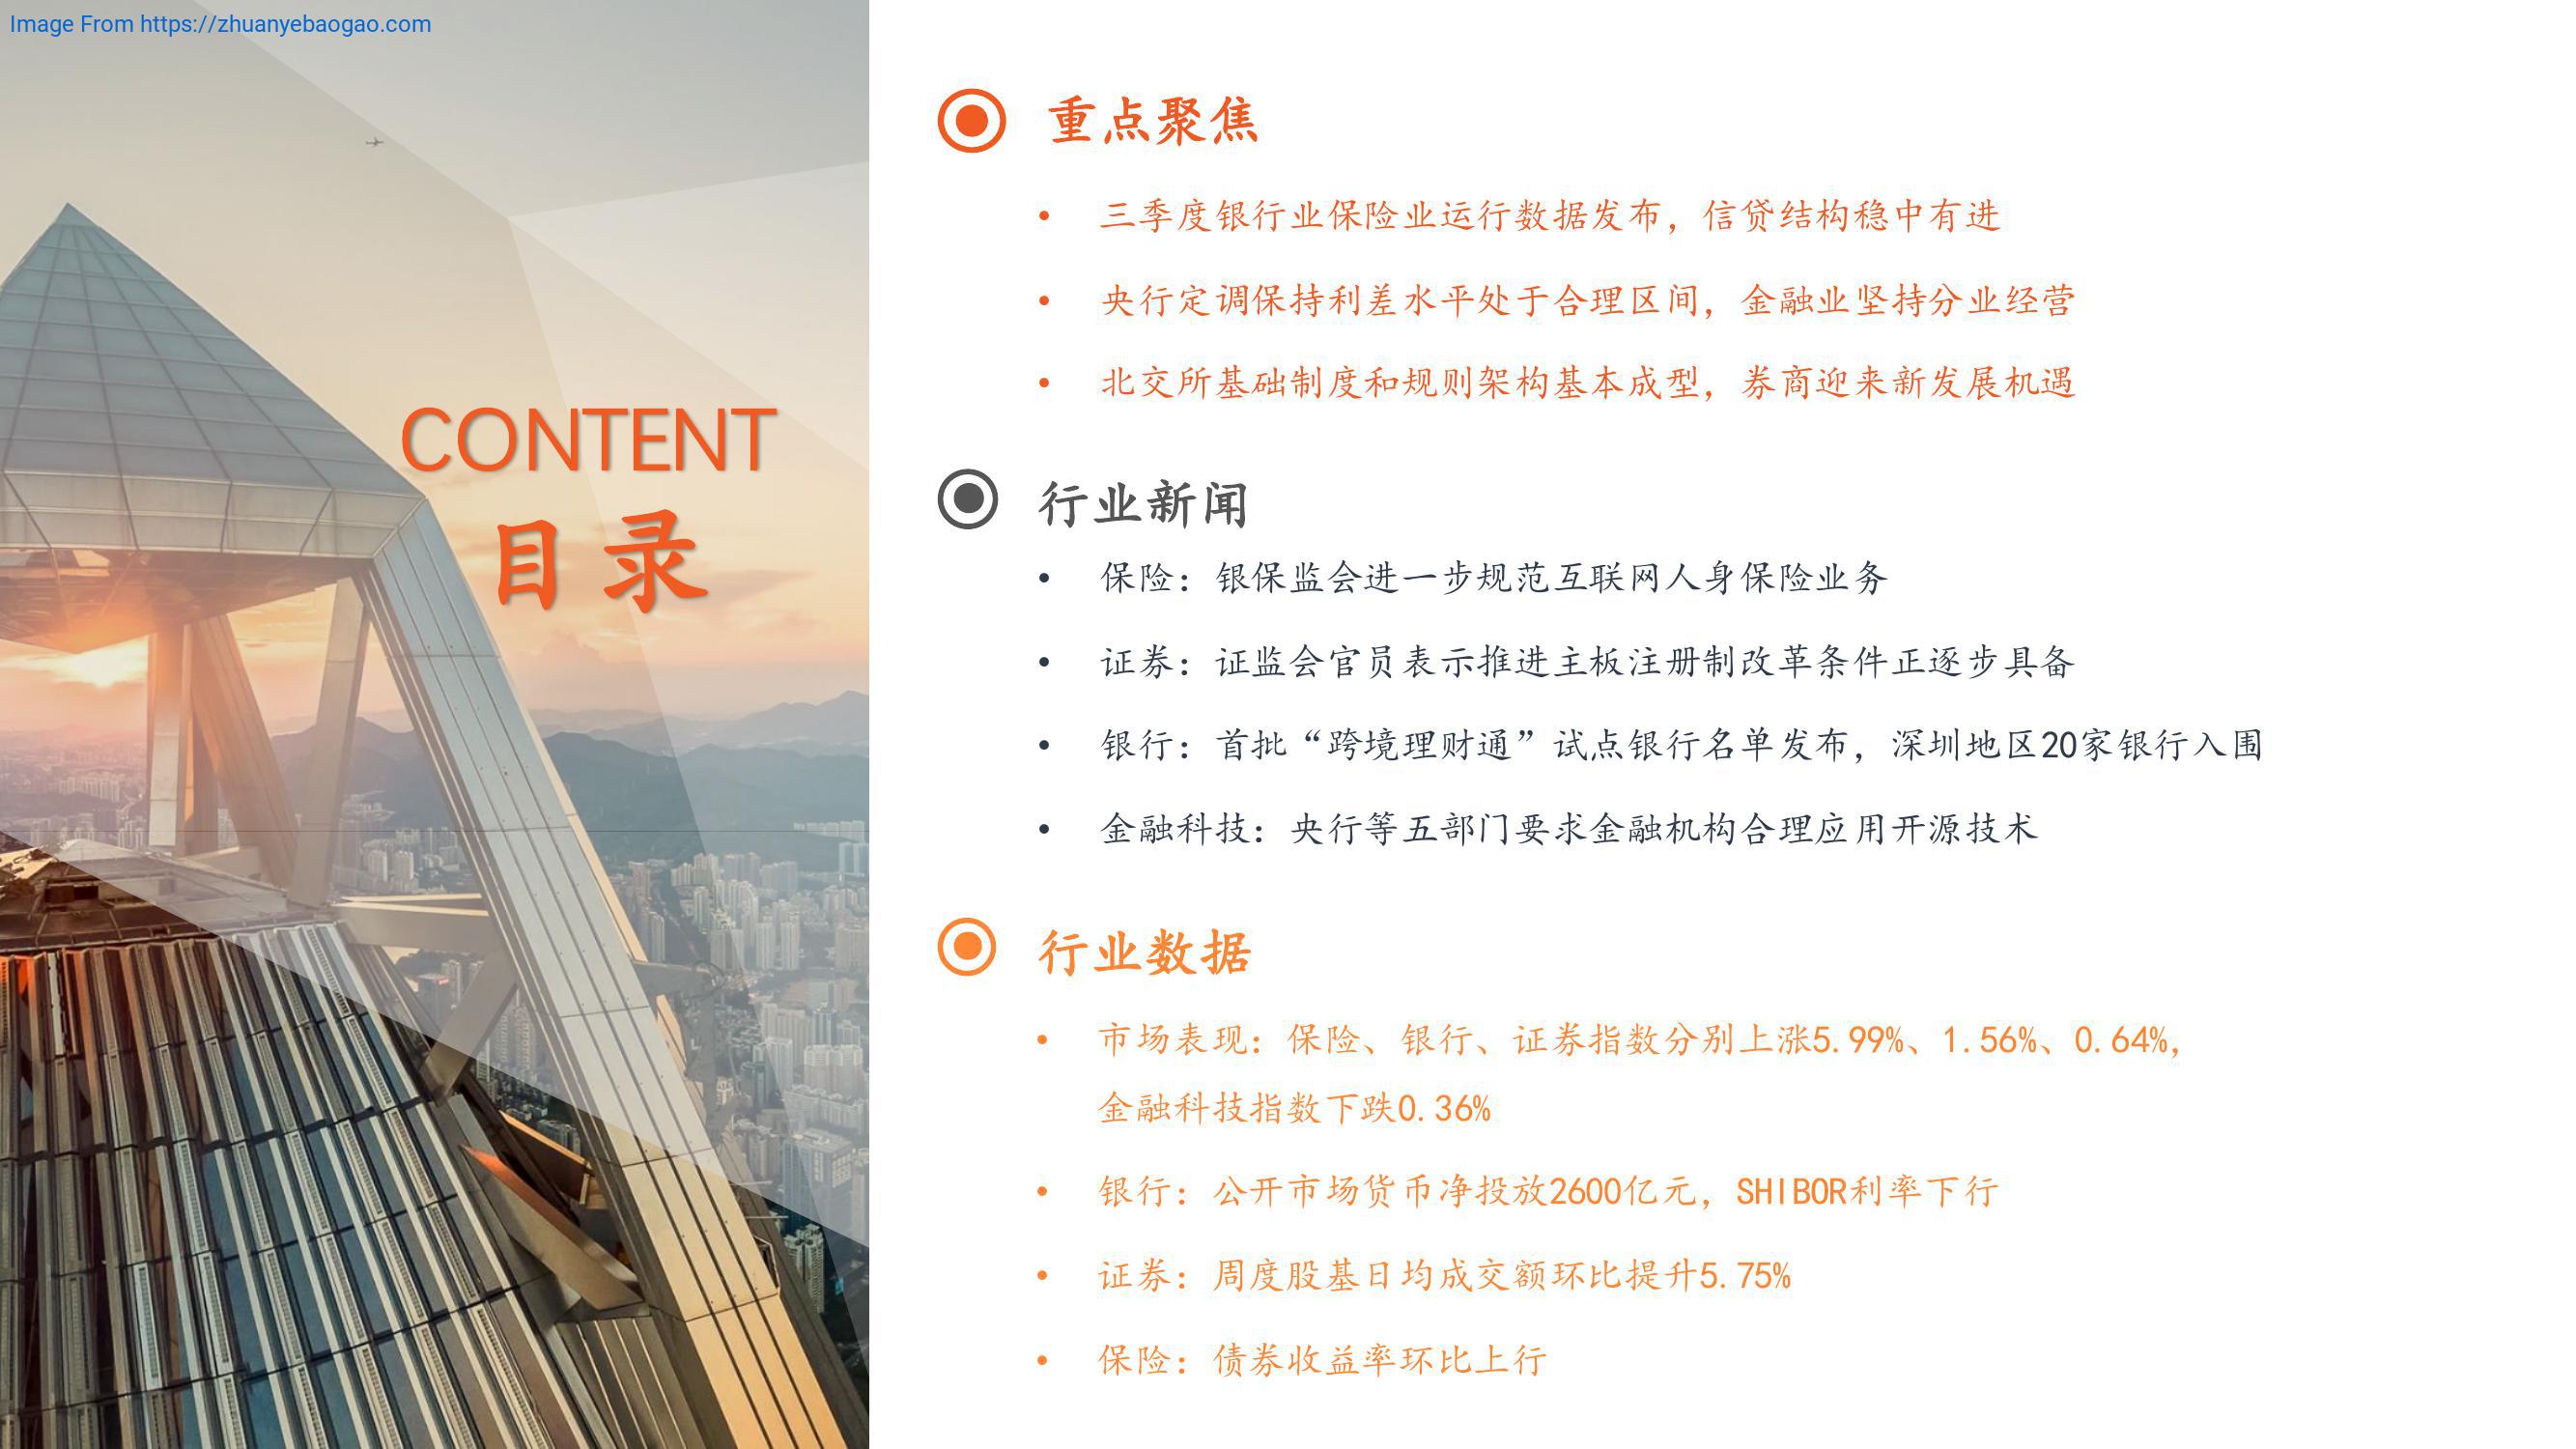 Image From https://zhuanyebaogao.com
CONTENT
目录
重点聚焦
• 三季度银行业保险业运行数据发布，信贷结构稳中有进
• 央行定调保持利差水平处于合理区间，金融业坚持分业经营
• 北交所基础制度和规则架构基本成型，券商迎来新发展机遇
行业新闻
• 保险：银保监会进一步规范互联网人身保险业务
• 证券：证监会官员表示推进主板注册制改革条件正逐步具备
• 银行：首批“跨境理财通”试点银行名单发布，深圳地区20家银行入围
• 金融科技：央行等五部门要求金融机构合理应用开源技术
行业数据
• 市场表现：保险、银行、证券指数分别上涨5.99%、1.56%、0.64%，
金融科技指数下跌0.36%
• 银行：公开市场货币净投放2600亿元，SHIBOR利率下行
• 证券：周度股基日均成交额环比提升5.75%
• 保险：债券收益率环比上行